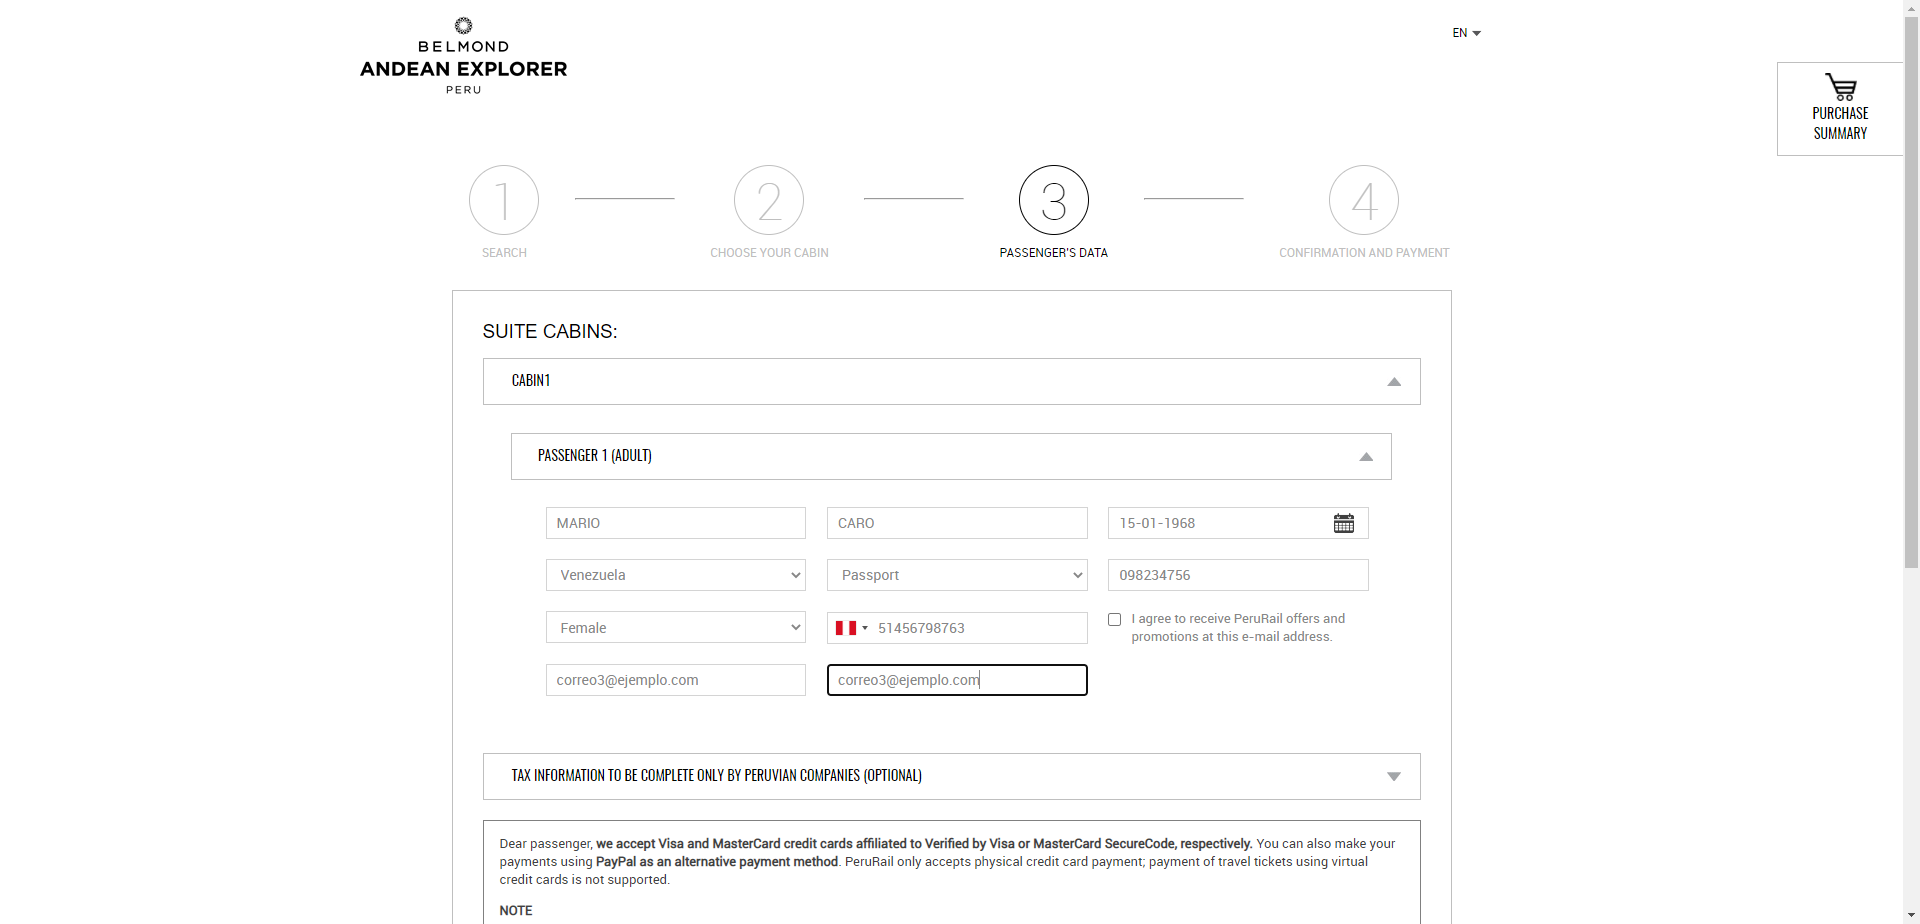 BELMOND
ANDEAN EXPLORER
PERU
EN
PURCHASE
SUMMARY
1
2
3
4
SEARCH
CHOOSE YOUR CABIN
PASSENGER'S DATA
CONFIRMATION AND PAYMENT
SUITE CABINS:
CABIN1
PASSENGER 1 (ADULT)
MARIO
CARO
15-01-1968
Venezuela
Passport
098234756
Female
51456798763
I agree to receive PeruRail offers and
promotions at this e-mail address.
correo3@ejemplo.com
correo3@ejemplo.com
TAX INFORMATION TO BE COMPLETE ONLY BY PERUVIAN COMPANIES (OPTIONAL)
Dear passenger, we accept Visa and MasterCard credit cards affiliated to Verified by Visa or MasterCard SecureCode, respectively. You can also make your
payments using PayPal as an alternative payment method. PeruRail only accepts physical credit card payment; payment of travel tickets using virtual
credit cards is not supported.
NOTE